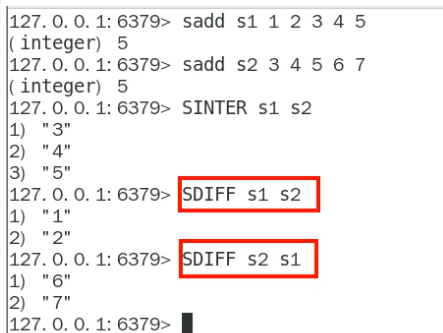 127.0.0.1:6379> sadd s1 1 2 3 4 5
(integer) 5
127.0.0.1:6379> sadd s2 3 4 5 6 7
(integer) 5
127.0.0.1:6379> SINTER s1 s2
1) "3"
2) "4"
3) "5"
127.0.0.1:6379> SDIFF s1 s2
1) "1"
2) "2"
127.0.0.1:6379> SDIFF s2 s1
1) "6"
2) "7"
127.0.0.1:6379>